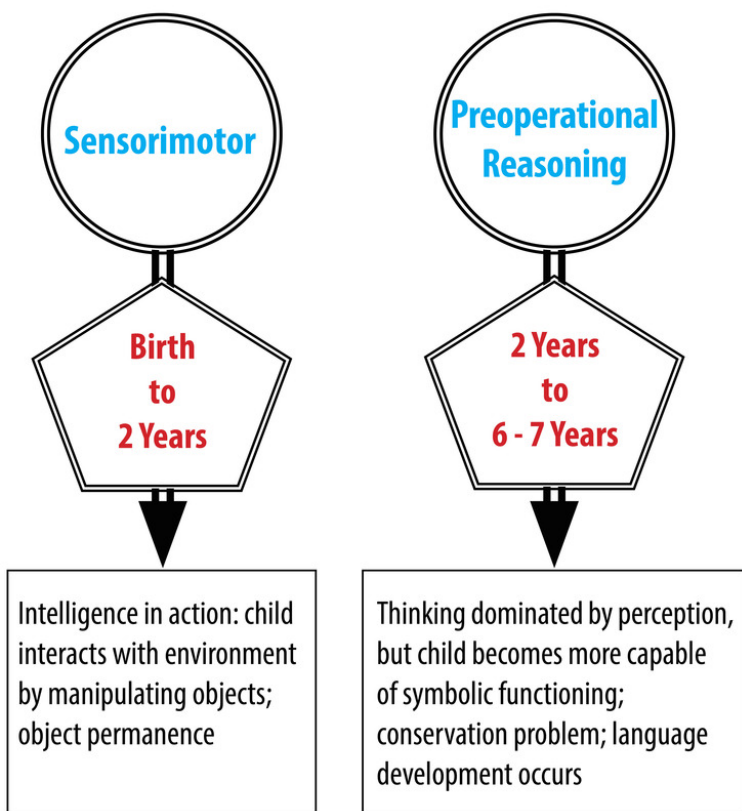 Sensorimotor
Birth
to
2 Years
Intelligence in action: child
interacts with environment
by manipulating objects;
object permanence
Preoperational
Reasoning
2 Years
to
6 - 7 Years
Thinking dominated by perception,
but child becomes more capable
of symbolic functioning;
conservation problem; language
development occurs